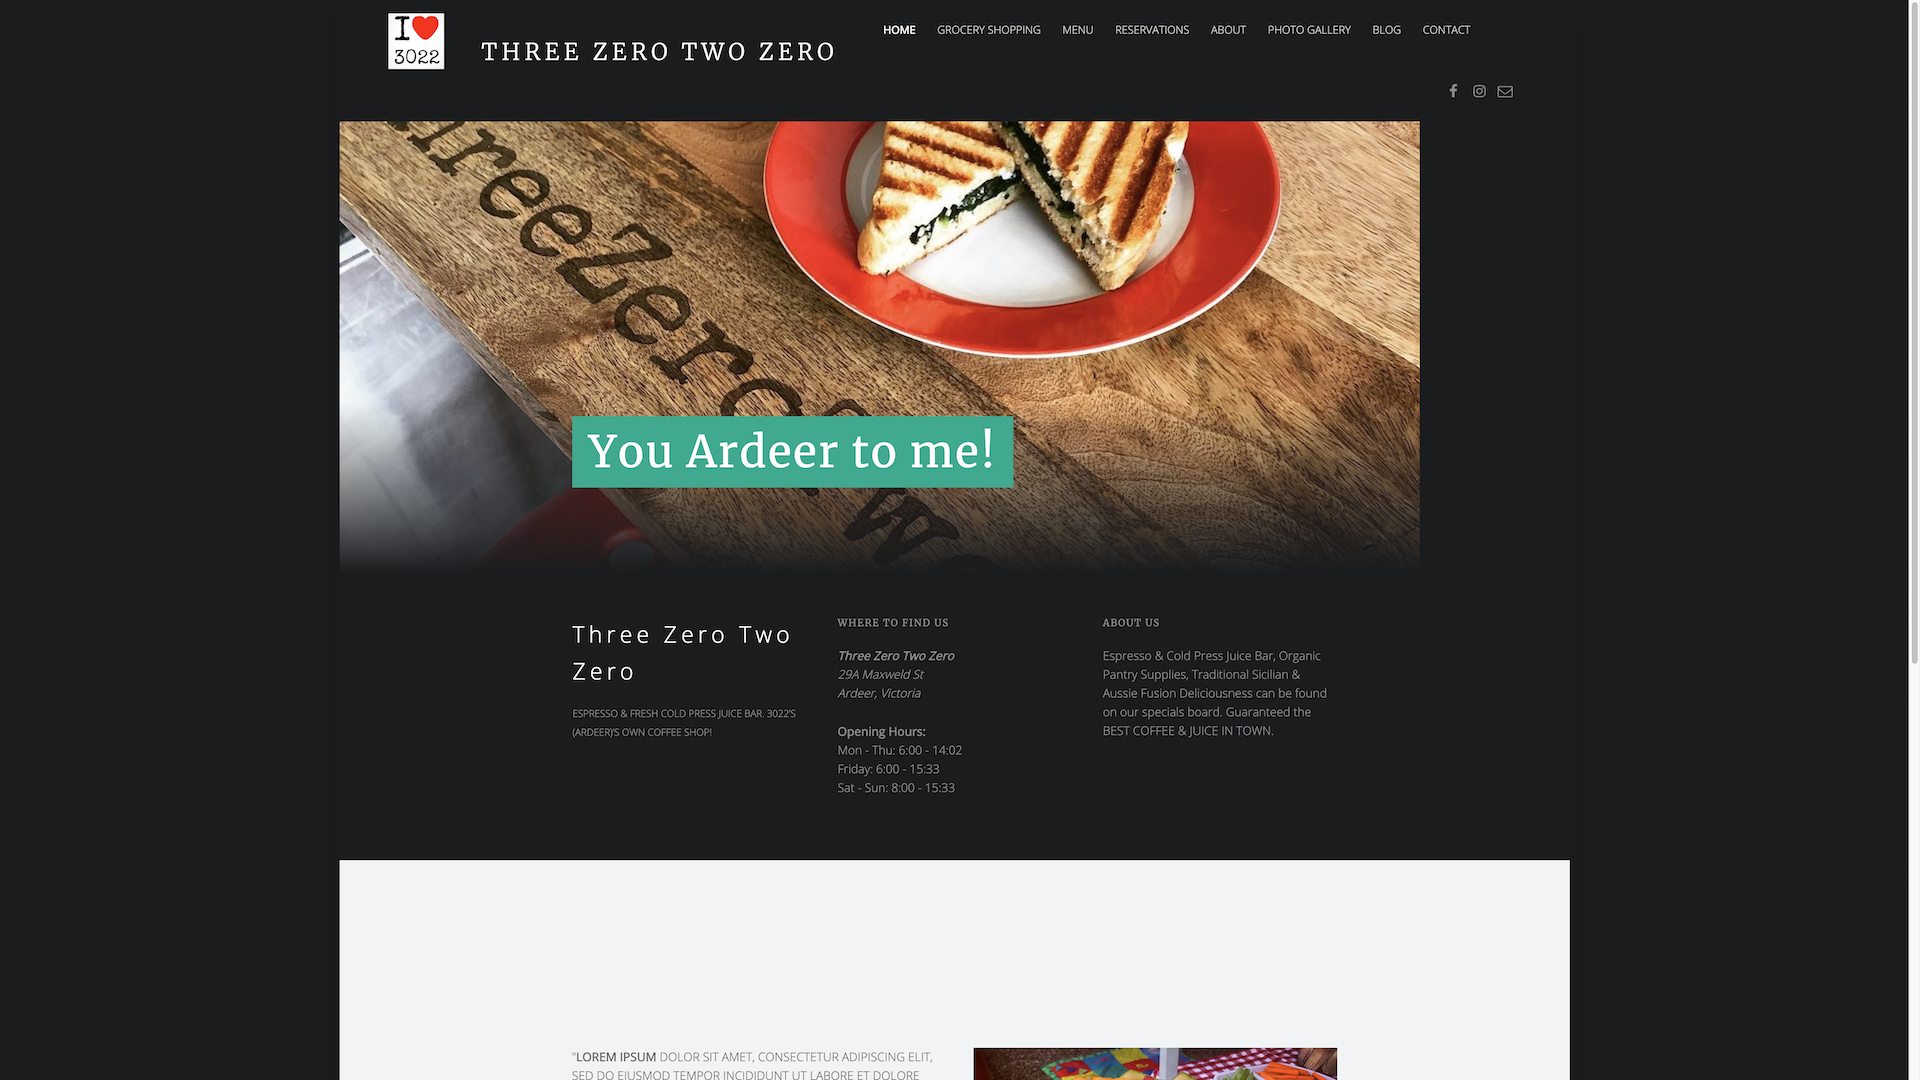 I
3022
THREE ZERO TWO ZERO
HOME GROCERY SHOPPING MENU RESERVATIONS ABOUT PHOTO GALLERY BLOG CONTACT
You Ardeer to me!
Three Zero Two
Zero
ESPRESSO & FRESH COLD PRESS JUICE BAR. 3022'S
(ARDEER)'S OWN COFFEE SHOP!
WHERE TO FIND US
Three Zero Two Zero
29A Maxweld St
Ardeer, Victoria
Opening Hours:
Mon - Thu: 6:00 - 14:02
Friday: 6:00 - 15:33
Sat - Sun: 8:00 - 15:33
ABOUT US
Espresso & Cold Press Juice Bar, Organic
Pantry Supplies, Traditional Sicilian &
Aussie Fusion Deliciousness can be found
on our specials board. Guaranteed the
BEST COFFEE & JUICE IN TOWN.
"LOREM IPSUM DOLOR SIT AMET, CONSECTETUR ADIPISCING ELIT,
SED DO EIUSMOD TEMPOR INCIDIDUNT UT LABORE ET DOLORE